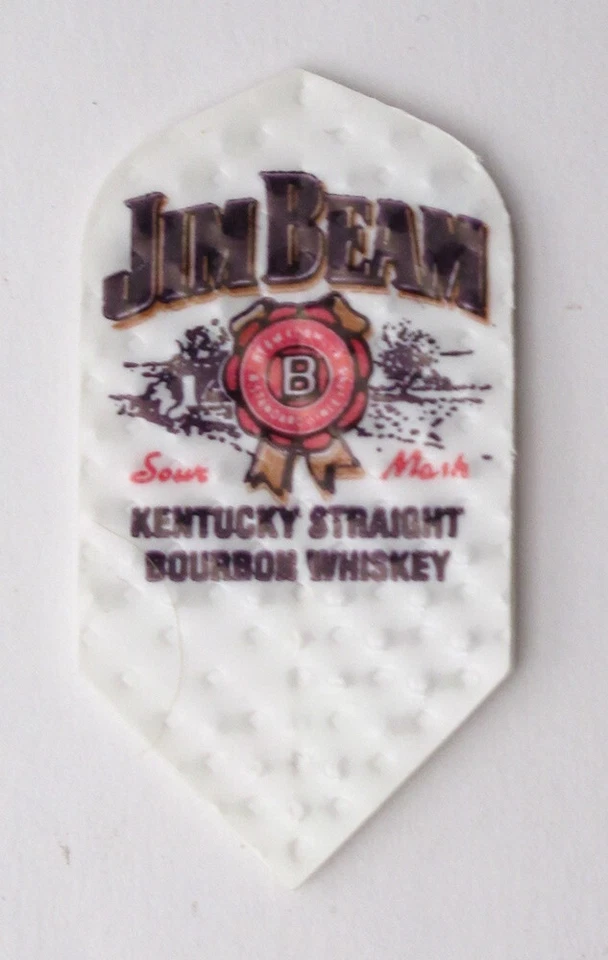 JIM BEAM
B
Sour Mash
KENTUCKY STRAIGHT
BOURBON WHISKEY